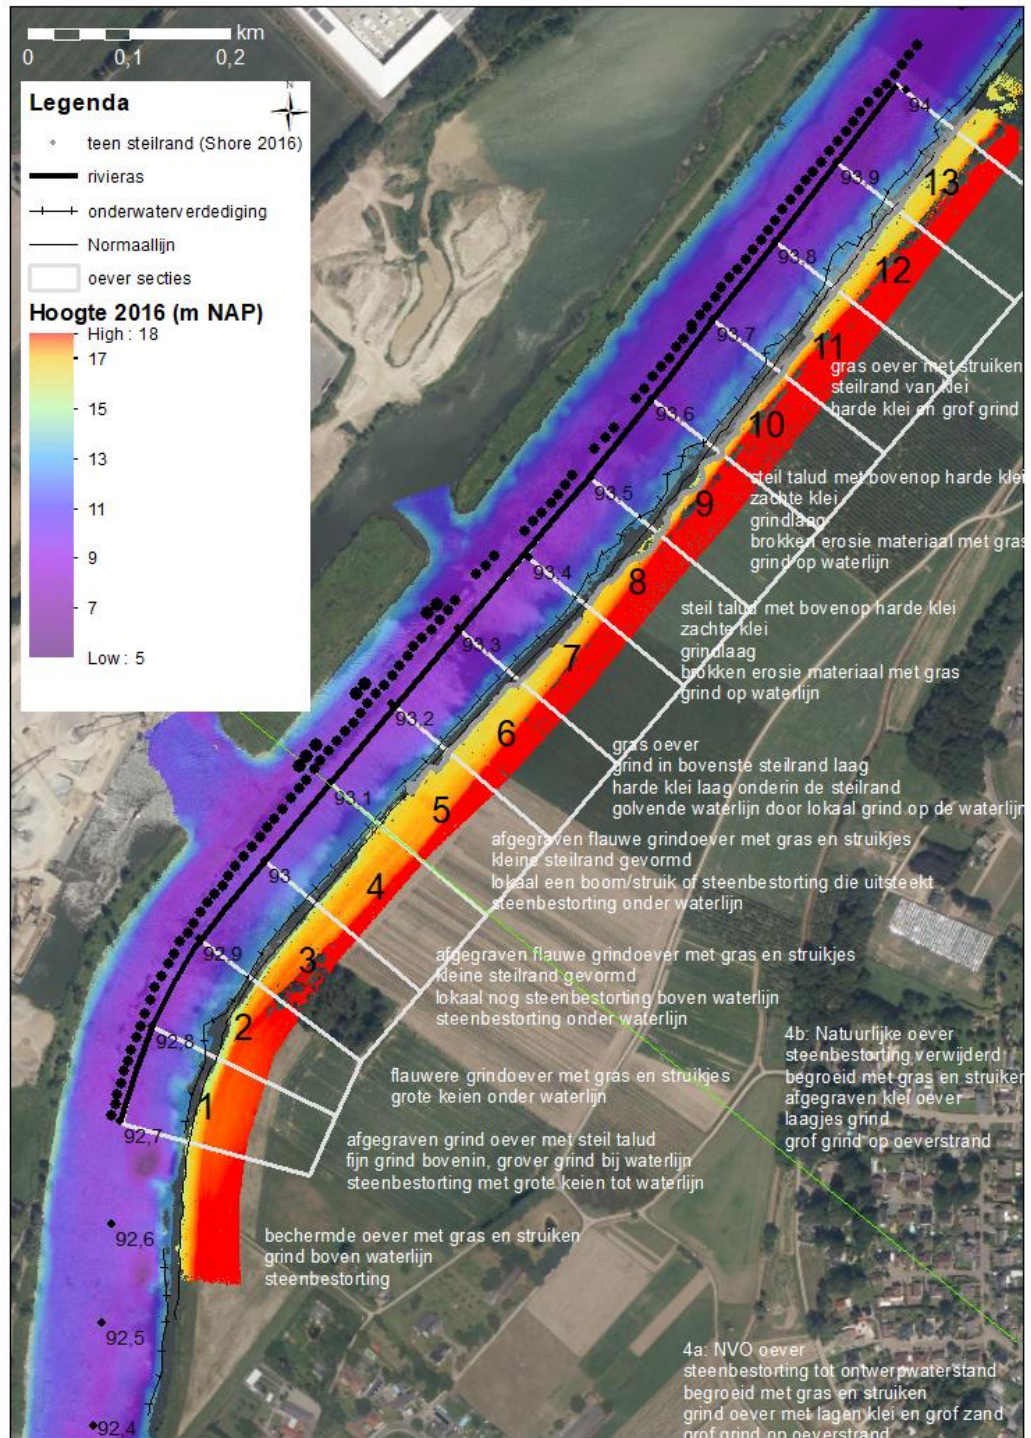 km
0 0,1 0,2
Legenda
teen steilrand (Shore 2016)
rivieras
onderwaterverdediging
Normaallijn
oever secties
Hoogte 2016 (m NAP)
High : 18
17
15
13
11
9
7
Low : 5
94
13
93,9
12
93,8
11
93,7
gras oever met struiken
steilrand van klei
harde klei en grof grind
10
93,6
steil talud met bovenop harde klei
zachte klei
grindlaag
brokken erosie materiaal met gras
grind op waterlijn
9
93,5
8
93,4
steil talud met bovenop harde klei
zachte klei
grindlaag
brokken erosie materiaal met gras
grind op waterlijn
7
93,3
6
93,2
gras oever
grind in bovenste steilrand laag
harde klei laag onderin de steilrand
golvende waterlijn door lokaal grind op de waterlijn
5
93,1
afgegraven flauwe grindoever met gras en struikjes
kleine steilrand gevormd
lokaal een boom/struik of steenbestorting die uitsteekt
steenbestorting onder waterlijn
4
93
3
92,9
afgegraven flauwe grindoever met gras en struikjes
kleine steilrand gevormd
lokaal nog steenbestorting boven waterlijn
steenbestorting onder waterlijn
2
92,8
4b: Natuurlijke oever
steenbestorting verwijderd
begroeid met gras en struiken
afgegraven klei oever
laagjes grind
grof grind op oeverstrand
flauwere grindoever met gras en struikjes
grote keien onder waterlijn
1
92,7
afgegraven grind oever met steil talud
fijn grind bovenin, grover grind bij waterlijn
steenbestorting met grote keien tot waterlijn
92,6
bechermde oever met gras en struiken
grind boven waterlijn
steenbestorting
92,5
4a: NVO oever
steenbestorting tot ontwerpwaterstand
begroeid met gras en struiken
grind oever met lagen klei en grof zand
grof grind op oeverstrand
92,4